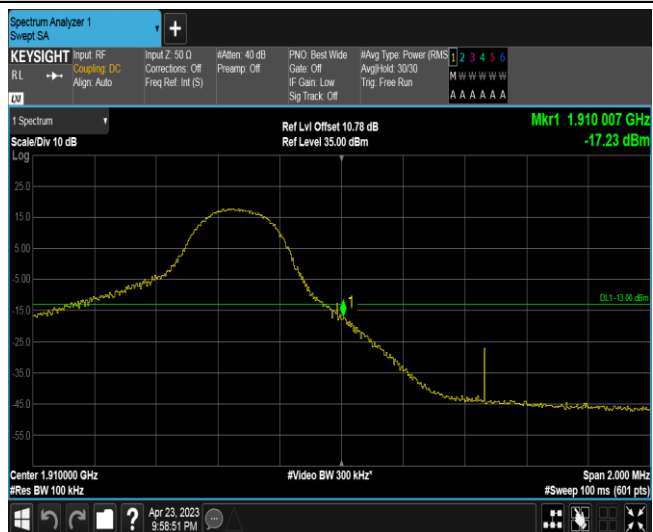 Spectrum Analyzer 1
Swept SA
KEYSIGHT Input: RF Input Z: 50 Ω #Atten: 40 dB PNO: Best Wide #Avg Type: Power (RMS 1 2 3 4 5 6
RL Coupling: DC Corrections: Off Preamp: Off Gate: Off Avg|Hold: 30/30 M W W W W W
Align: Auto Freq Ref: Int (S) IF Gain: Low Trig: Free Run
Sig Track: Off A A A A A A
LXI
1 Spectrum Ref Lvl Offset 10.78 dB Mkr1 1.910 007 GHz
Scale/Div 10 dB Ref Level 35.00 dBm -17.23 dBm
Log
25.0
15.0
5.00
-5.00
1 DL1 -13.00 dBm
-15.0
-25.0
-35.0
-45.0
-55.0
Center 1.910000 GHz #Video BW 300 kHz* Span 2.000 MHz
#Res BW 100 kHz #Sweep 100 ms (601 pts)
? Apr 23, 2023
9:58:51 PM